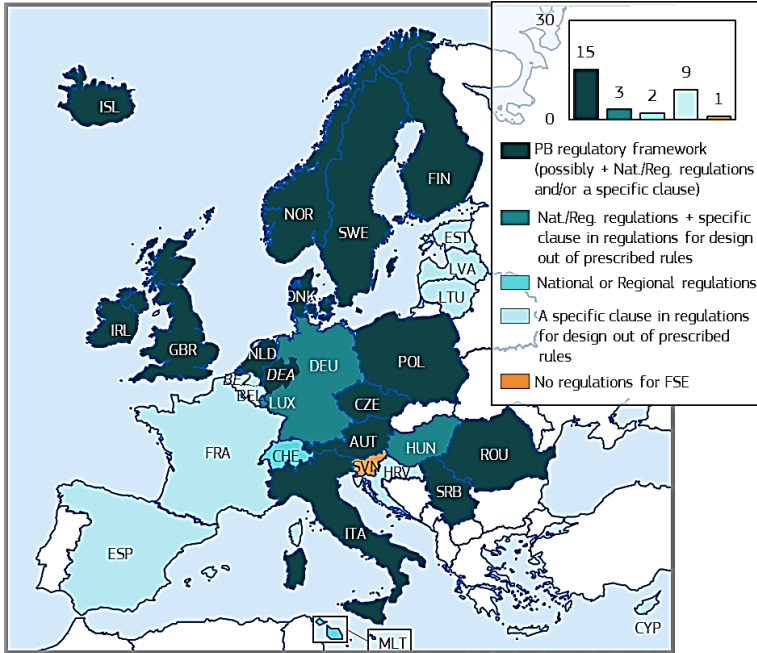 30
15
3
2
9
1
0
PB regulatory framework
(possibly + Nat./Reg. regulations
and/or a specific clause)
Nat./Reg. regulations + specific
clause in regulations for design
out of prescribed rules
National or Regional regulations
A specific clause in regulations
for design out of prescribed
rules
No regulations for FSE
ISL
FIN
NOR
SWE
EST
LVA
LTU
DNK
IRL
GBR
NLD
DEA
DEU
POL
BE2
BEL
LUX
CZE
FRA
CHE
AUT
HUN
ROU
SVN
HRV
SRB
ITA
ESP
CYP
MLT